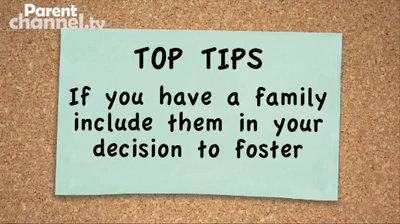 Parent
channel.tv
TOP TIPS
If you have a family
include them in your
decision to foster